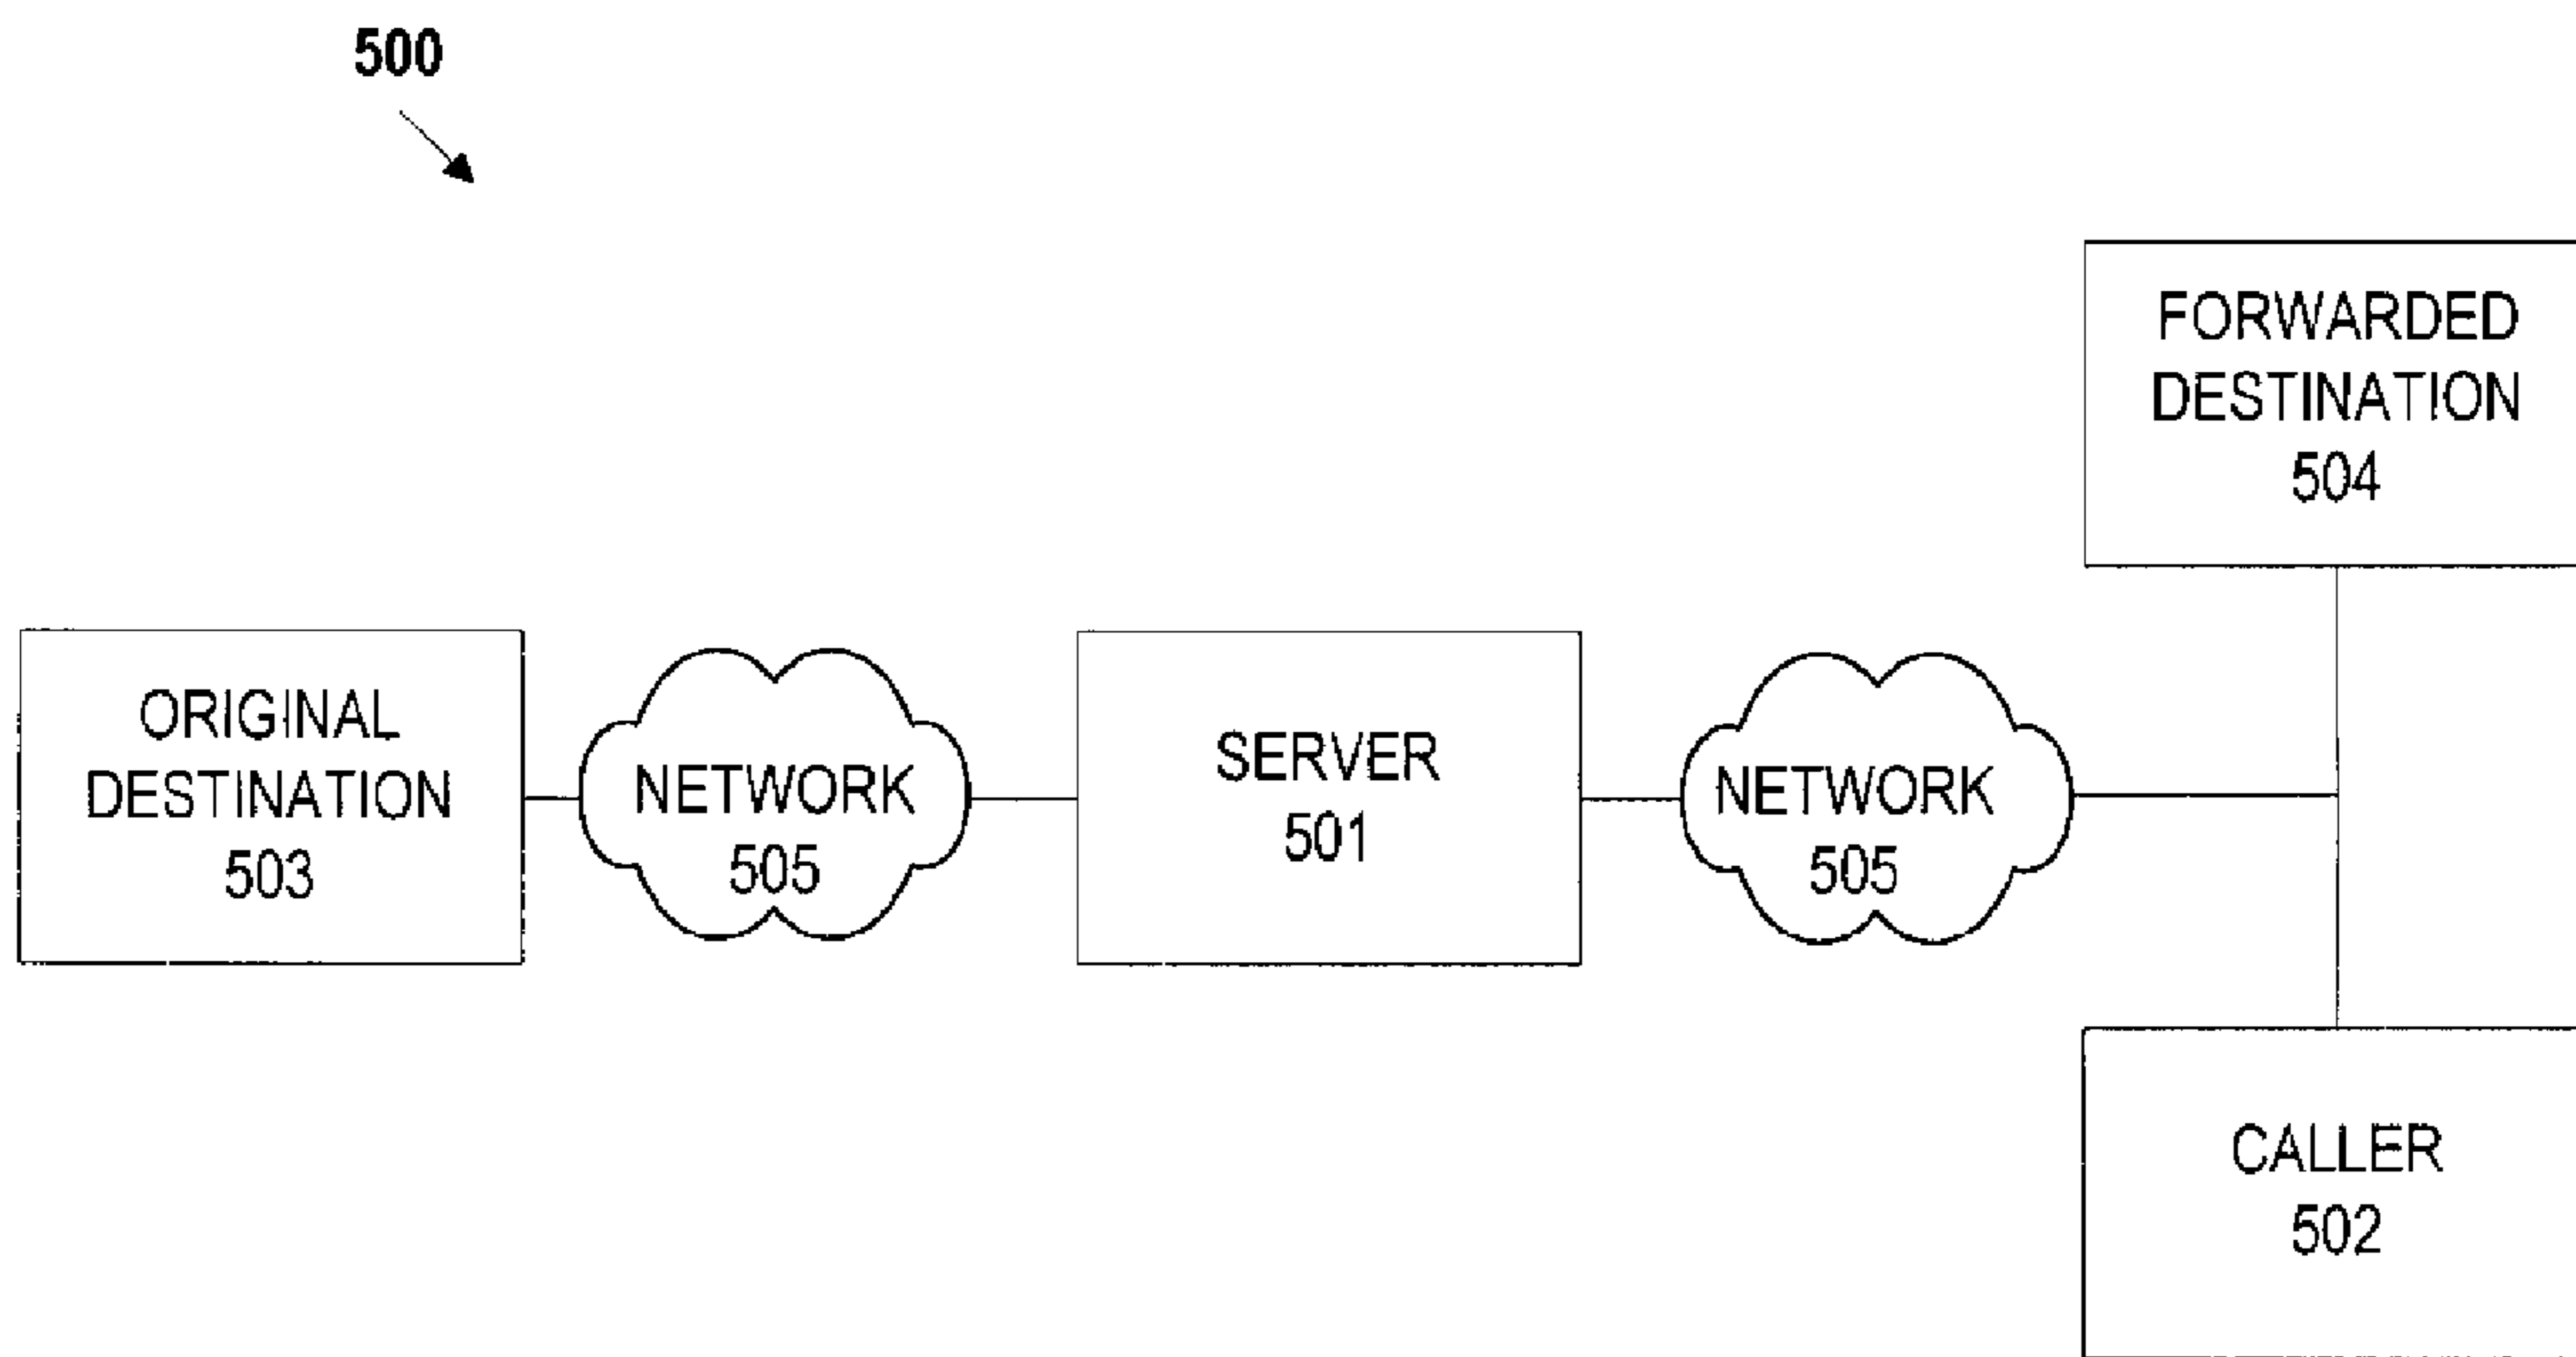 500
FORWARDED
DESTINATION
504
ORIGINAL
DESTINATION
503
NETWORK
505
SERVER
501
NETWORK
505
CALLER
502